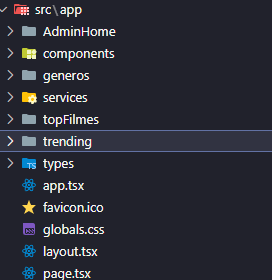 src\app
AdminHome
components
generos
services
topFilmes
trending
TS
types
app.tsx
favicon.ico
globals.css
layout.tsx
page.tsx